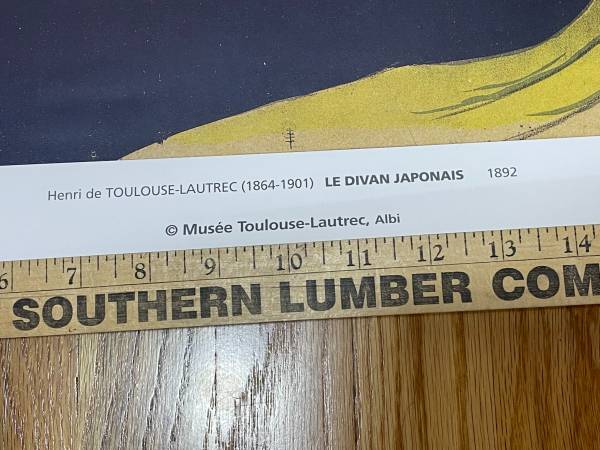 Henri de TOULOUSE-LAUTREC (1864-1901) LE DIVAN JAPONAIS 1892
© Musée Toulouse-Lautrec, Albi
6 7 8 9 10 11 12 13 14
SOUTHERN LUMBER COM